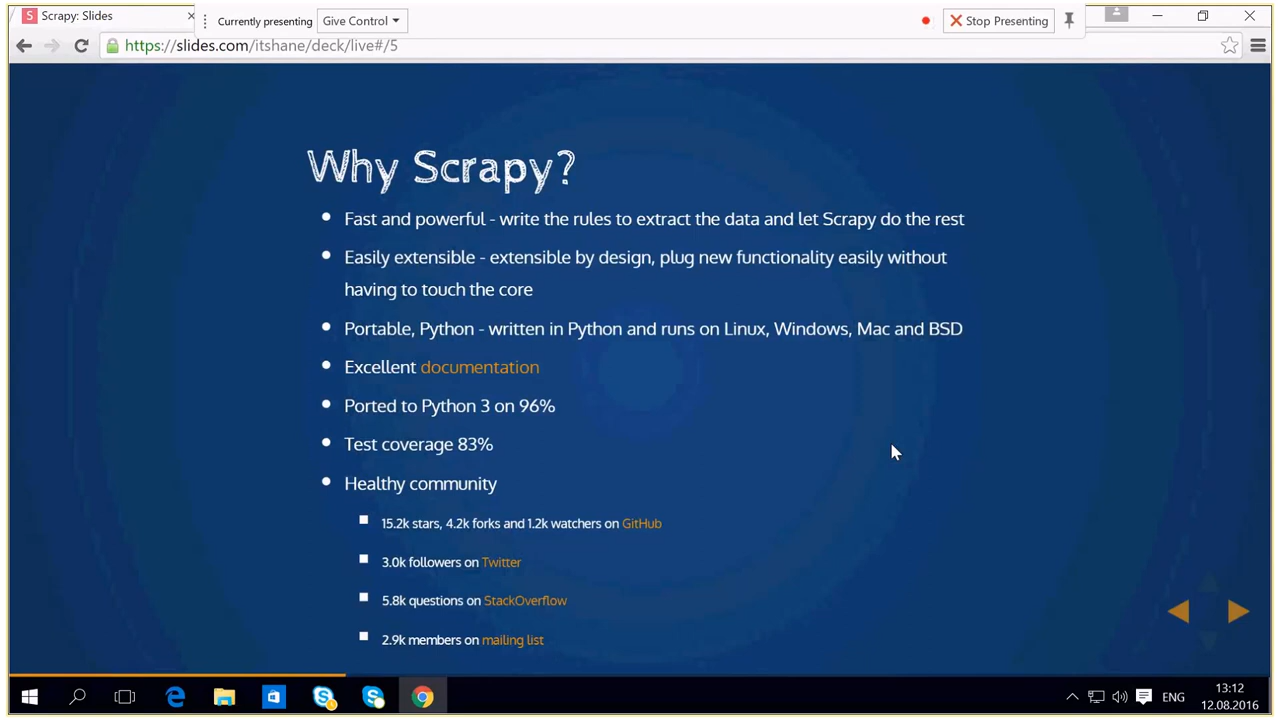 S Scrapy: Slides
Currently presenting Give Control
Stop Presenting
https://slides.com/itshane/deck/live#/5
Why Scrapy?
Fast and powerful - write the rules to extract the data and let Scrapy do the rest
Easily extensible - extensible by design, plug new functionality easily without
having to touch the core
Portable, Python - written in Python and runs on Linux, Windows, Mac and BSD
Excellent documentation
Ported to Python 3 on 96%
Test coverage 83%
Healthy community
15.2k stars, 4.2k forks and 1.2k watchers on GitHub
3.0k followers on Twitter
5.8k questions on StackOverflow
2.9k members on mailing list
13:12
ENG
12.08.2016